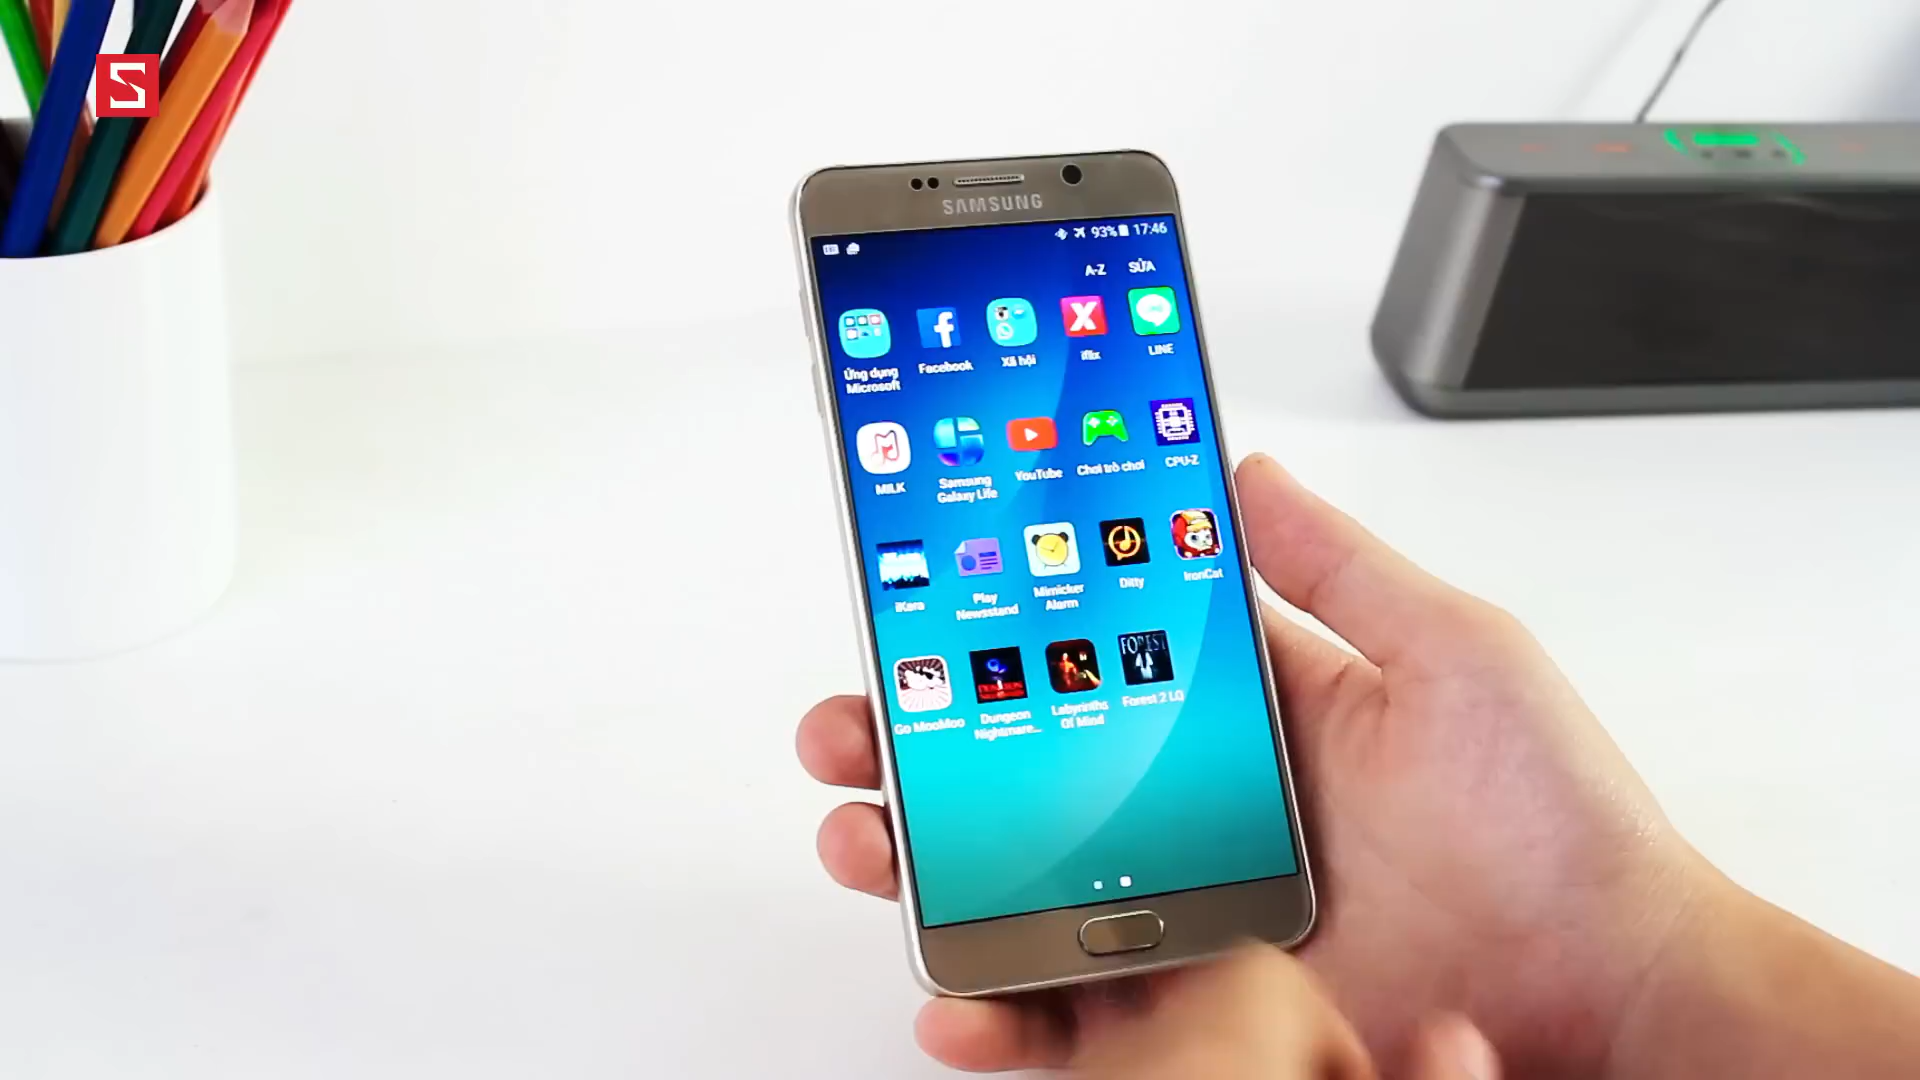 S
SAMSUNG
93% 17:46
A-Z SỬA
Ứng dụng
Microsoft
Facebook
Xã hội
iflix
LINE
MILK
Samsung
Galaxy Life
YouTube
Chơi trò chơi
CPU-Z
iKara
Play
Newsstand
Mimicker
Alarm
Ditty
IronCat
FOREST
Go MooMoo
Dungeon
Nightmare...
Labyrinths
Of Mind
Forest 2 LQ